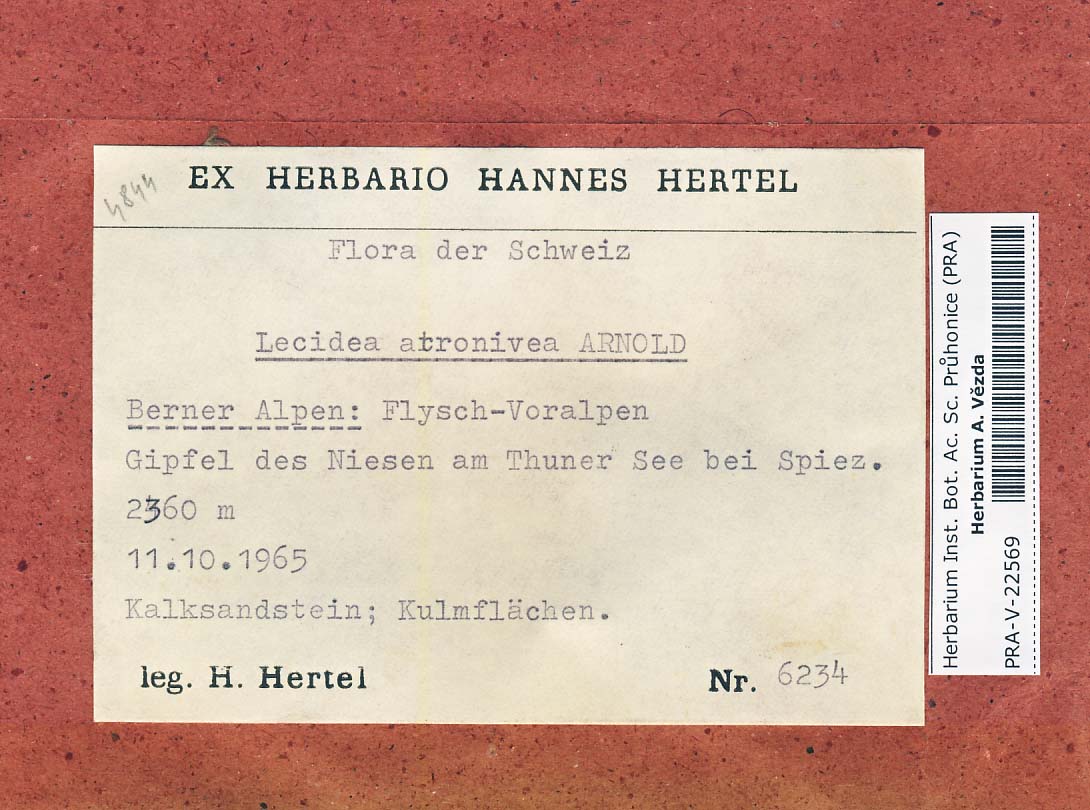 4844
EX HERBARIO HANNES HERTEL
Flora der Schweiz
Lecidea atronivea ARNOLD
Berner Alpen: Flysch-Voralpen
Gipfel des Niesen am Thuner See bei Spiez.
2360 m
11.10.1965
Kalksandstein; Kulmflächen.
leg. H. Hertel Nr. 6234
Herbarium Inst. Bot. Ac. Sc. Průhonice (PRA)
Herbarium A. Vězda
PRA-V-22569